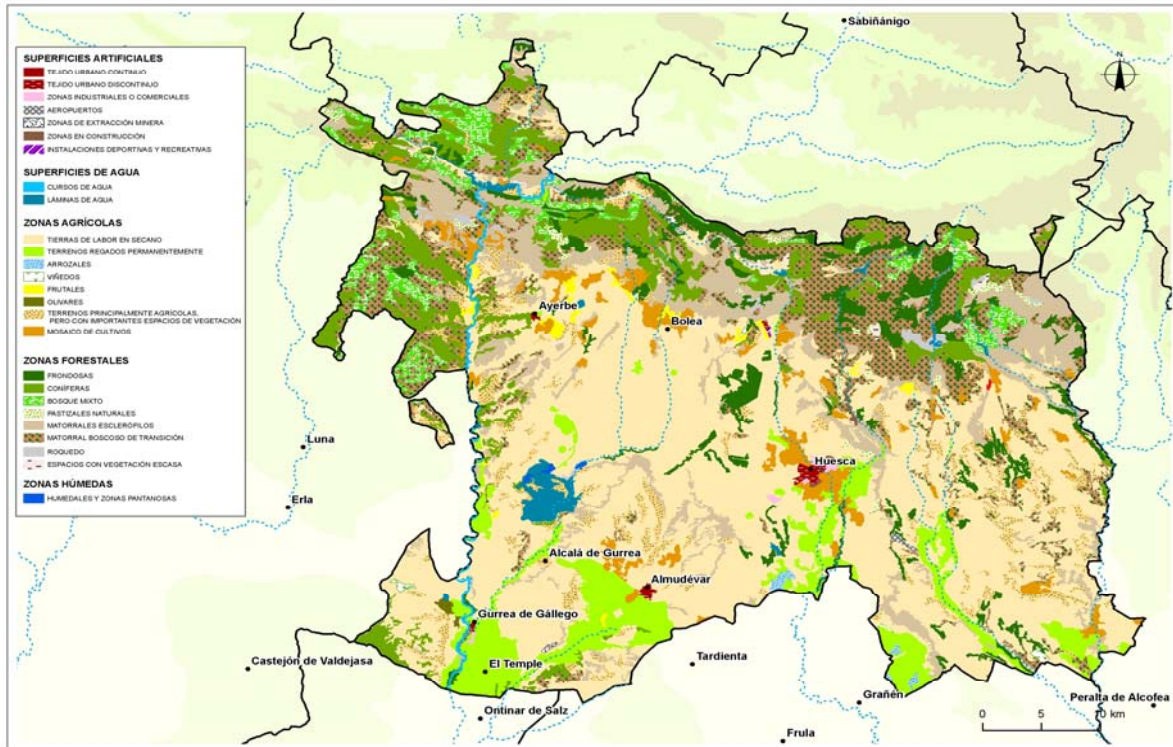 SUPERFICIES ARTIFICIALES
TEJIDO URBANO CONTINUO
TEJIDO URBANO DISCONTINUO
ZONAS INDUSTRIALES O COMERCIALES
AEROPUERTOS
ZONAS DE EXTRACCIÓN MINERA
ZONAS EN CONSTRUCCIÓN
INSTALACIONES DEPORTIVAS Y RECREATIVAS
SUPERFICIES DE AGUA
CURSOS DE AGUA
LÁMINAS DE AGUA
ZONAS AGRÍCOLAS
TIERRAS DE LABOR EN SECANO
TERRENOS REGADOS PERMANENTEMENTE
ARROZALES
VIÑEDOS
FRUTALES
OLIVARES
TERRENOS PRINCIPALMENTE AGRÍCOLAS,
PERO CON IMPORTANTES ESPACIOS DE VEGETACIÓN
MOSAICO DE CULTIVOS
ZONAS FORESTALES
FRONDOSAS
CONÍFERAS
BOSQUE MIXTO
PASTIZALES NATURALES
MATORRALES ESCLERÓFILOS
MATORRAL BOSCOSO DE TRANSICIÓN
ROQUEDO
ESPACIOS CON VEGETACIÓN ESCASA
ZONAS HÚMEDAS
HUMEDALES Y ZONAS PANTANOSAS
Sabiñánigo
N
Ayerbe
Bolea
Luna
Huesca
Erla
Alcalá de Gurrea
Almudévar
Gurrea de Gállego
Castejón de Valdejasa
El Temple
Tardienta
Ontinar de Salz
Grañén
Peralta de Alcofea
Frula
0 5 10 km